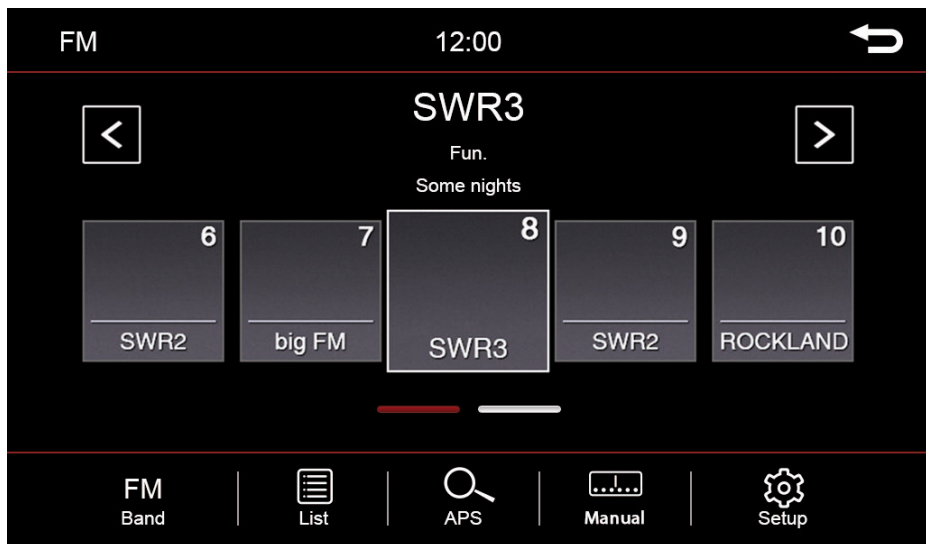 FM 12:00
SWR3
Fun.
Some nights
6 7 8 9 10
SWR2 big FM SWR3 SWR2 ROCKLAND
FM
Band List APS Manual Setup